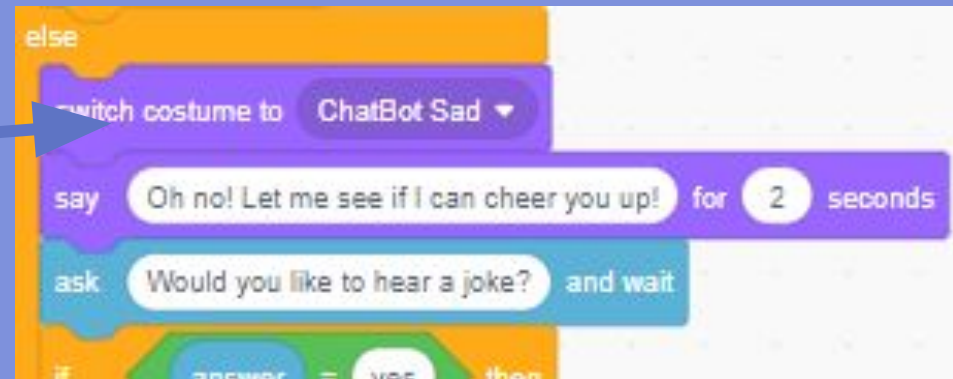 else
switch costume to ChatBot Sad
say Oh no! Let me see if I can cheer you up! for 2 seconds
ask Would you like to hear a joke? and wait
if answer = yes then